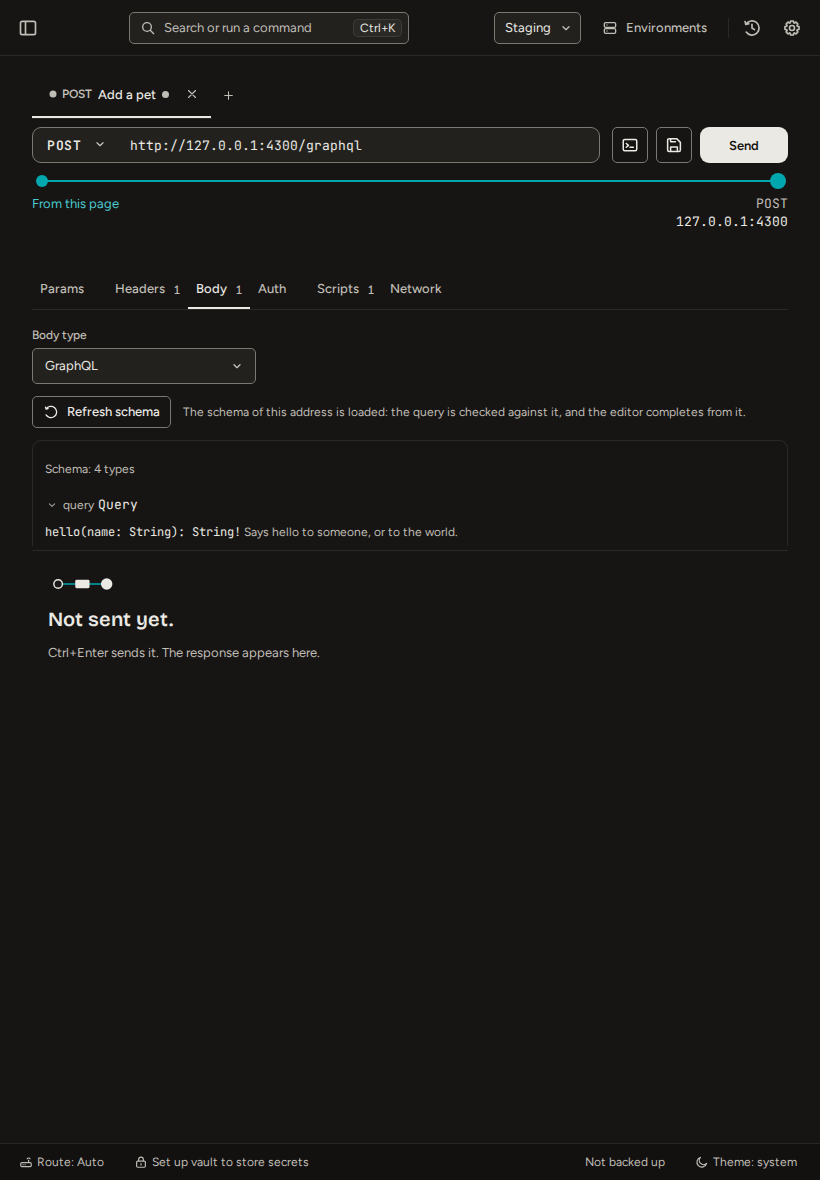 Search or run a command Ctrl+K Staging Environments
POST Add a pet
POST http://127.0.0.1:4300/graphql Send
From this page POST
127.0.0.1:4300
Params Headers 1 Body 1 Auth Scripts 1 Network
Body type
GraphQL
Refresh schema The schema of this address is loaded: the query is checked against it, and the editor completes from it.
Schema: 4 types
query Query
hello(name: String): String! Says hello to someone, or to the world.
Not sent yet.
Ctrl+Enter sends it. The response appears here.
Route: Auto Set up vault to store secrets Not backed up Theme: system